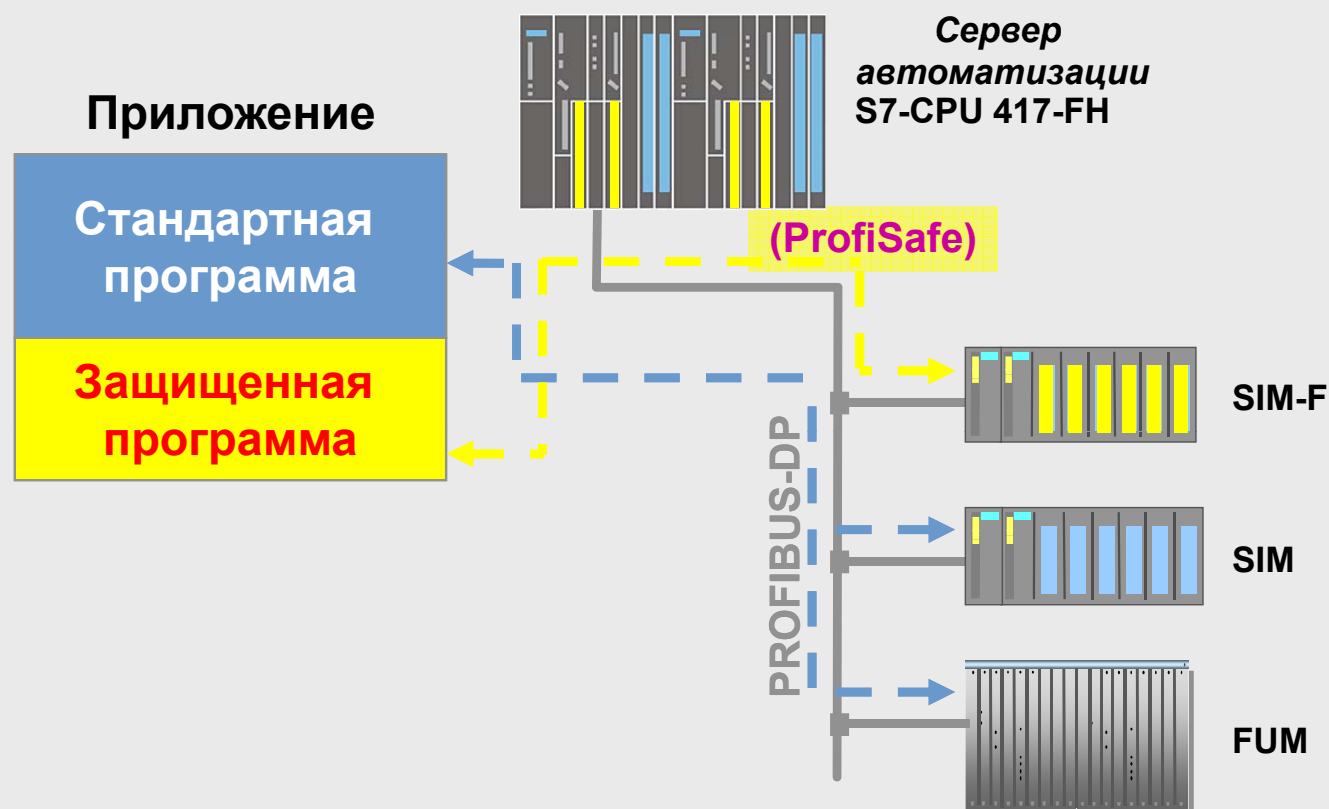 Сервер
автоматизации
S7-CPU 417-FH
Приложение
Стандартная
программа
Защищенная
программа
(ProfiSafe)
PROFIBUS-DP
SIM-F
SIM
FUM